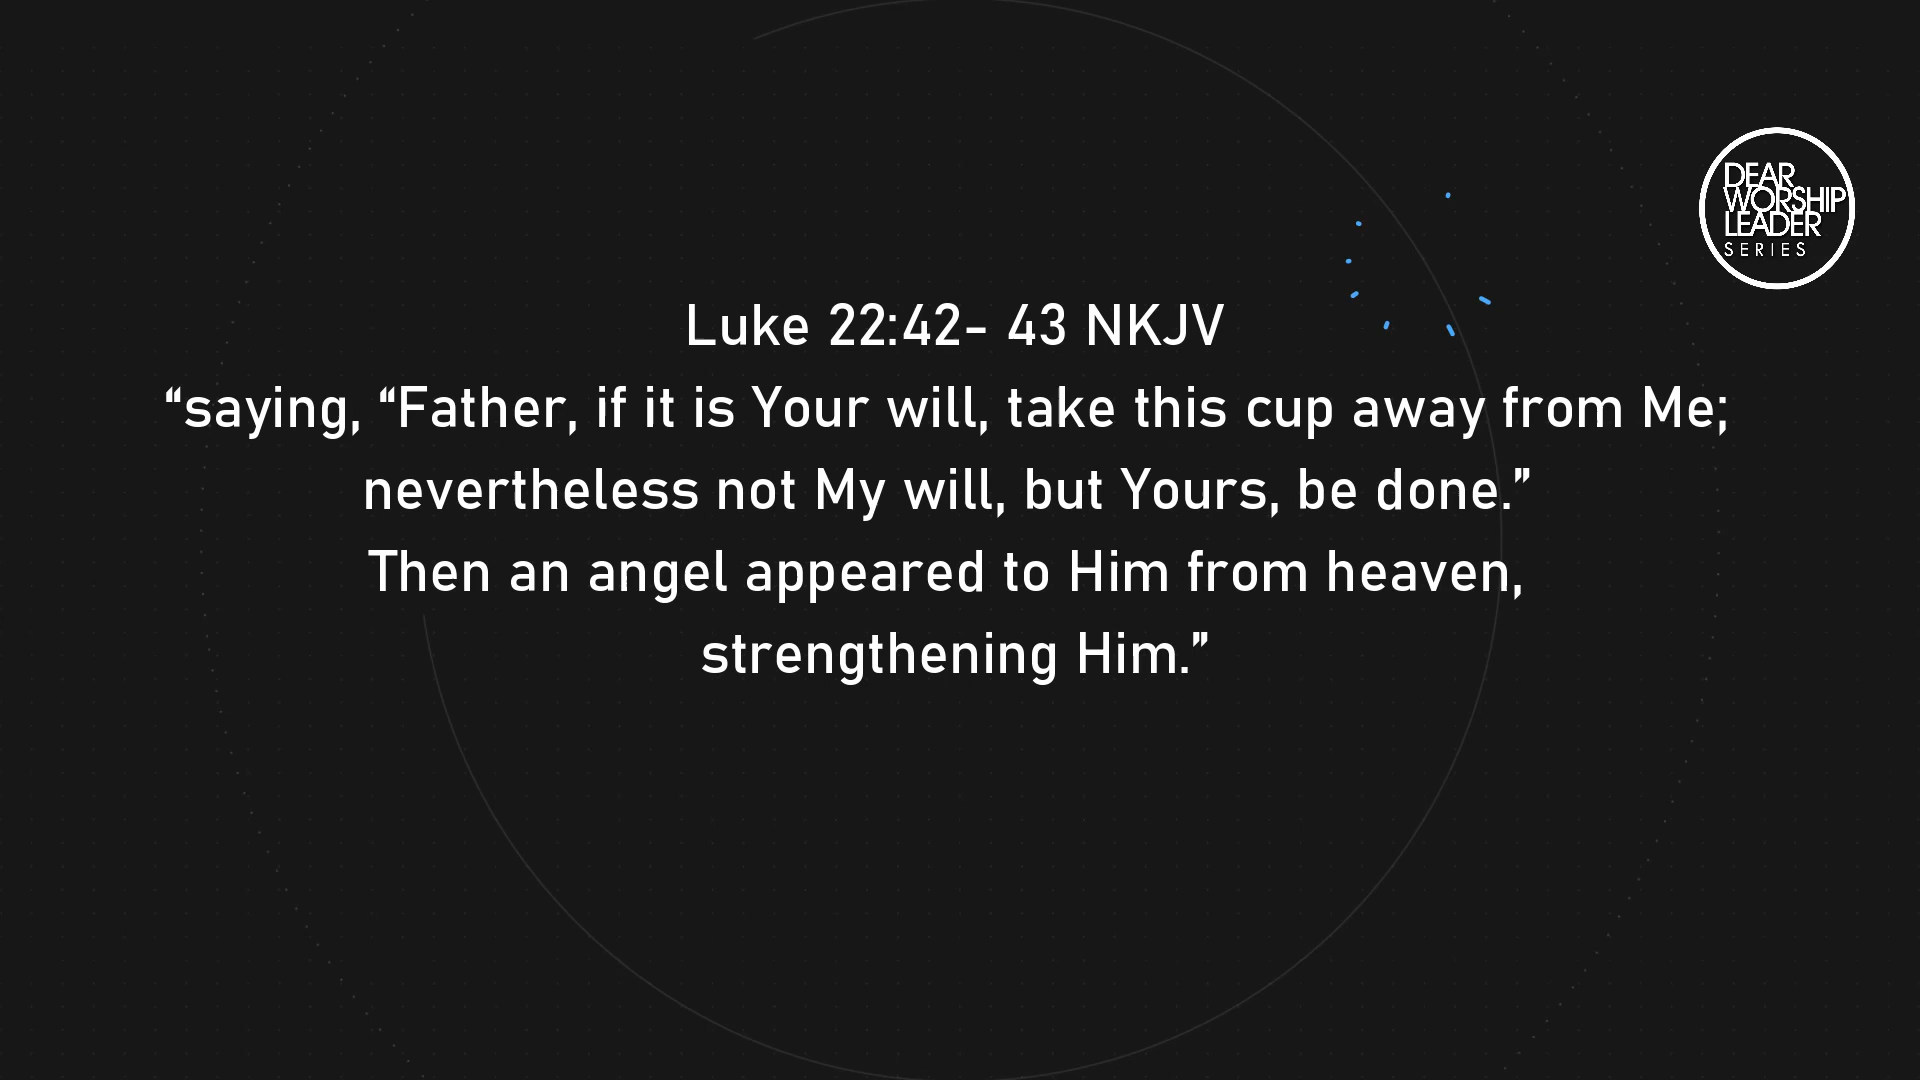 DEAR
WORSHIP
LEADER
SERIES
Luke 22:42- 43 NKJV
“saying, “Father, if it is Your will, take this cup away from Me;
nevertheless not My will, but Yours, be done.”
Then an angel appeared to Him from heaven,
strengthening Him.”